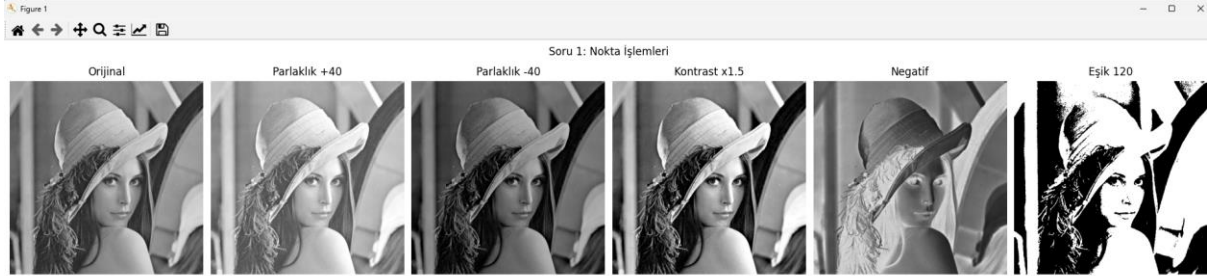 Figure 1
Soru 1: Nokta İşlemleri
Orijinal
Parlaklık +40
Parlaklık -40
Kontrast x1.5
Negatif
Eşik 120